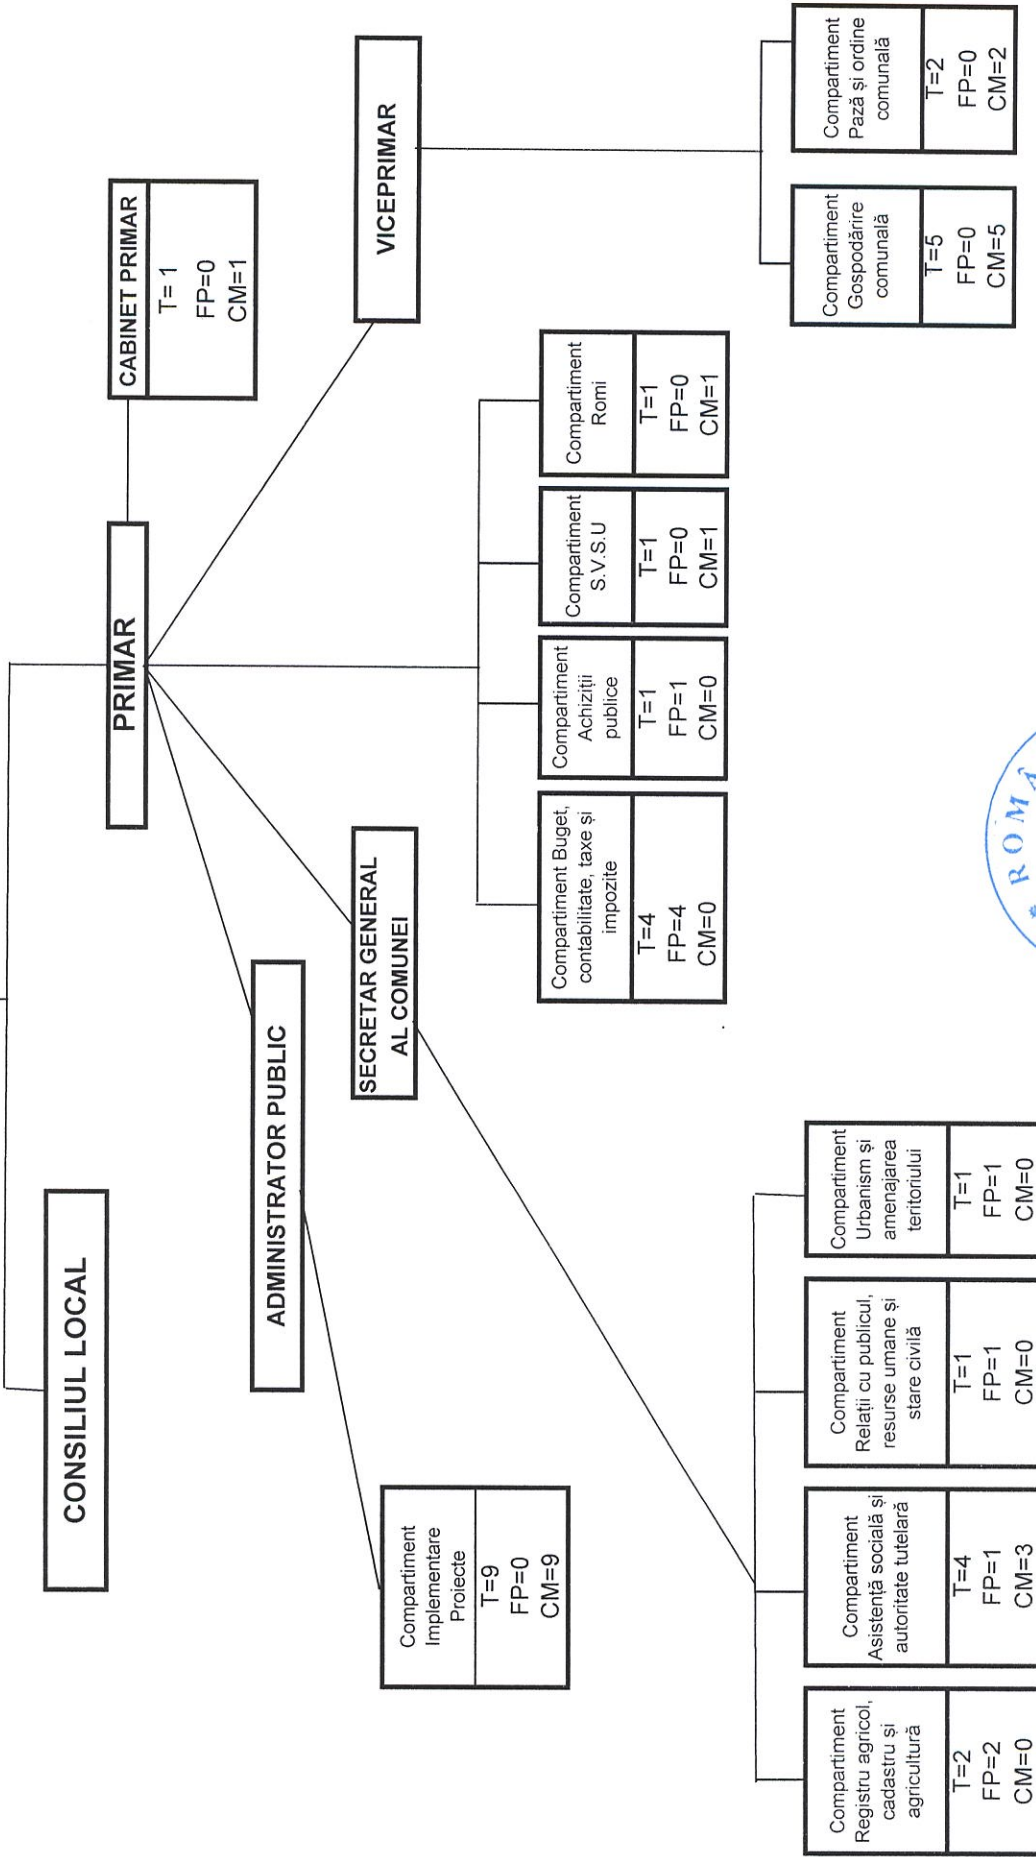 CONSILIUL LOCAL
PRIMAR
CABINET PRIMAR
T= 1
FP=0
CM=1
ADMINISTRATOR PUBLIC
SECRETAR GENERAL
AL COMUNEI
VICEPRIMAR
Compartiment
Implementare
Proiecte
T=9
FP=0
CM=9
Compartiment Buget,
contabilitate, taxe și
impozite
T=4
FP=4
CM=0
Compartiment
Achiziții
publice
T=1
FP=1
CM=0
Compartiment
S.V.S.U
T=1
FP=0
CM=1
Compartiment
Romi
T=1
FP=0
CM=1
Compartiment
Registru agricol,
cadastru și
agricultură
T=2
FP=2
CM=0
Compartiment
Asistență socială și
autoritate tutelară
T=4
FP=1
CM=3
Compartiment
Relații cu publicul,
resurse umane și
stare civilă
T=1
FP=1
CM=0
Compartiment
Urbanism și
amenajarea
teritoriului
T=1
FP=1
CM=0
Compartiment
Gospodărire
comunală
T=5
FP=0
CM=5
Compartiment
Pază și ordine
comunală
T=2
FP=0
CM=2
* ROMÂ